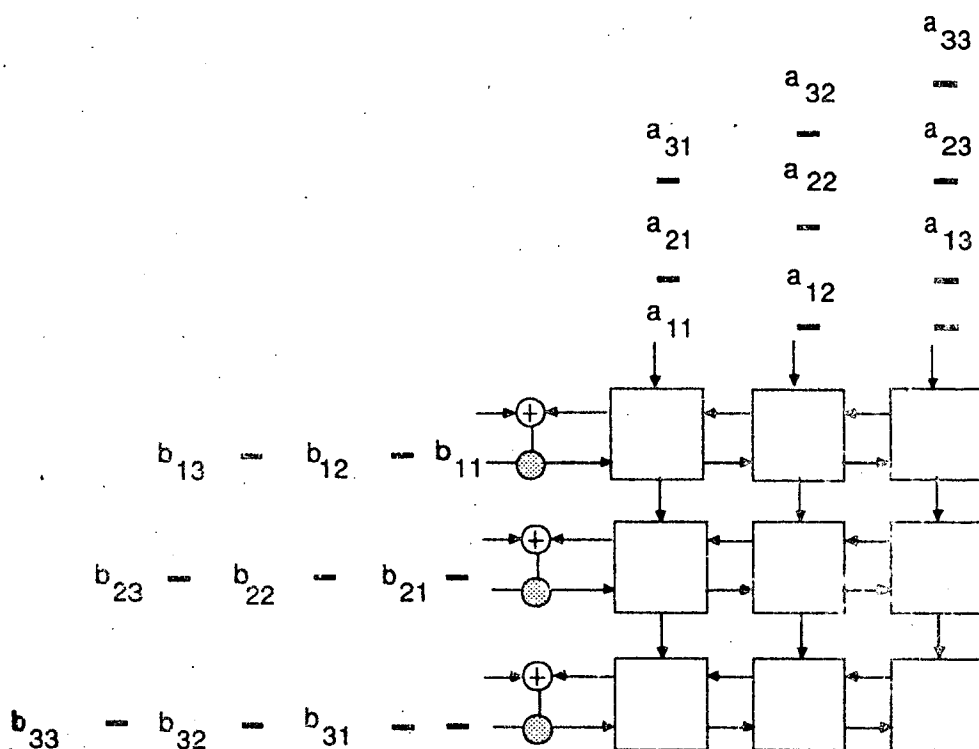 a33
a32
a31 a23
a22
a21 a13
a12
a11
+
b13 - b12 - b11
+
b23 - b22 - b21 -
+
b33 - b32 - b31 - -